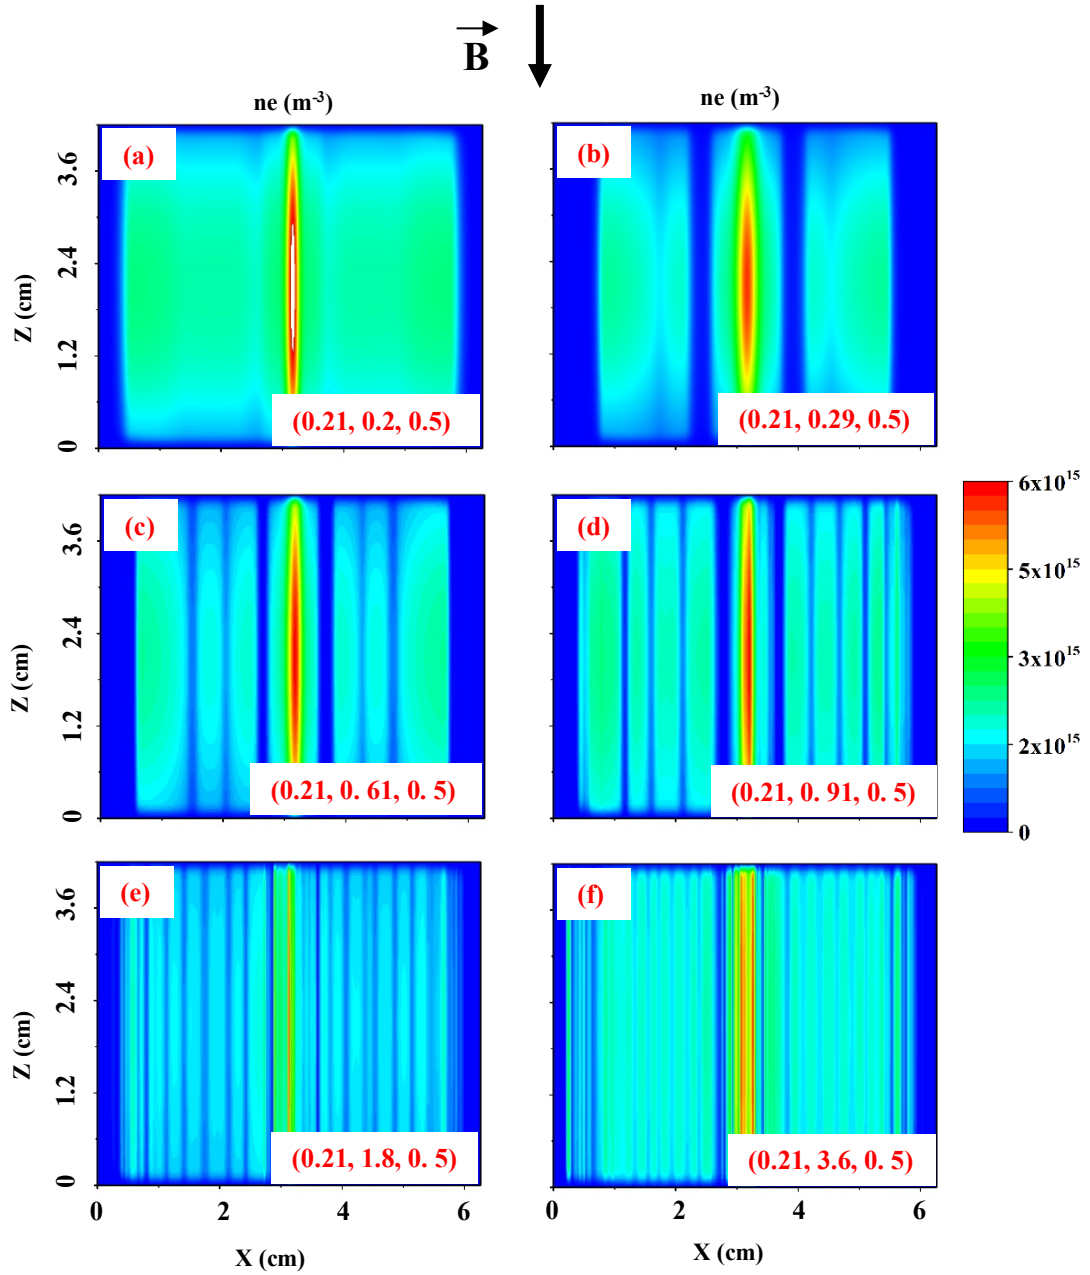 B
ne (m⁻³)
ne (m⁻³)
(a)
(b)
3.6
2.4
1.2
0
Z (cm)
(0.21, 0.2, 0.5)
(0.21, 0.29, 0.5)
(c)
(d)
3.6
2.4
1.2
0
Z (cm)
(0.21, 0. 61, 0. 5)
(0.21, 0. 91, 0. 5)
6x10¹⁵
5x10¹⁵
3x10¹⁵
2x10¹⁵
0
(e)
(f)
3.6
2.4
1.2
0
Z (cm)
(0.21, 1.8, 0. 5)
(0.21, 3.6, 0. 5)
0 2 4 6
0 2 4 6
X (cm)
X (cm)